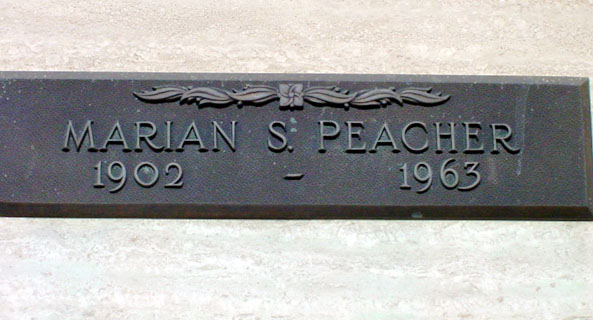 MARIAN S. PEACHER
1902 – 1963